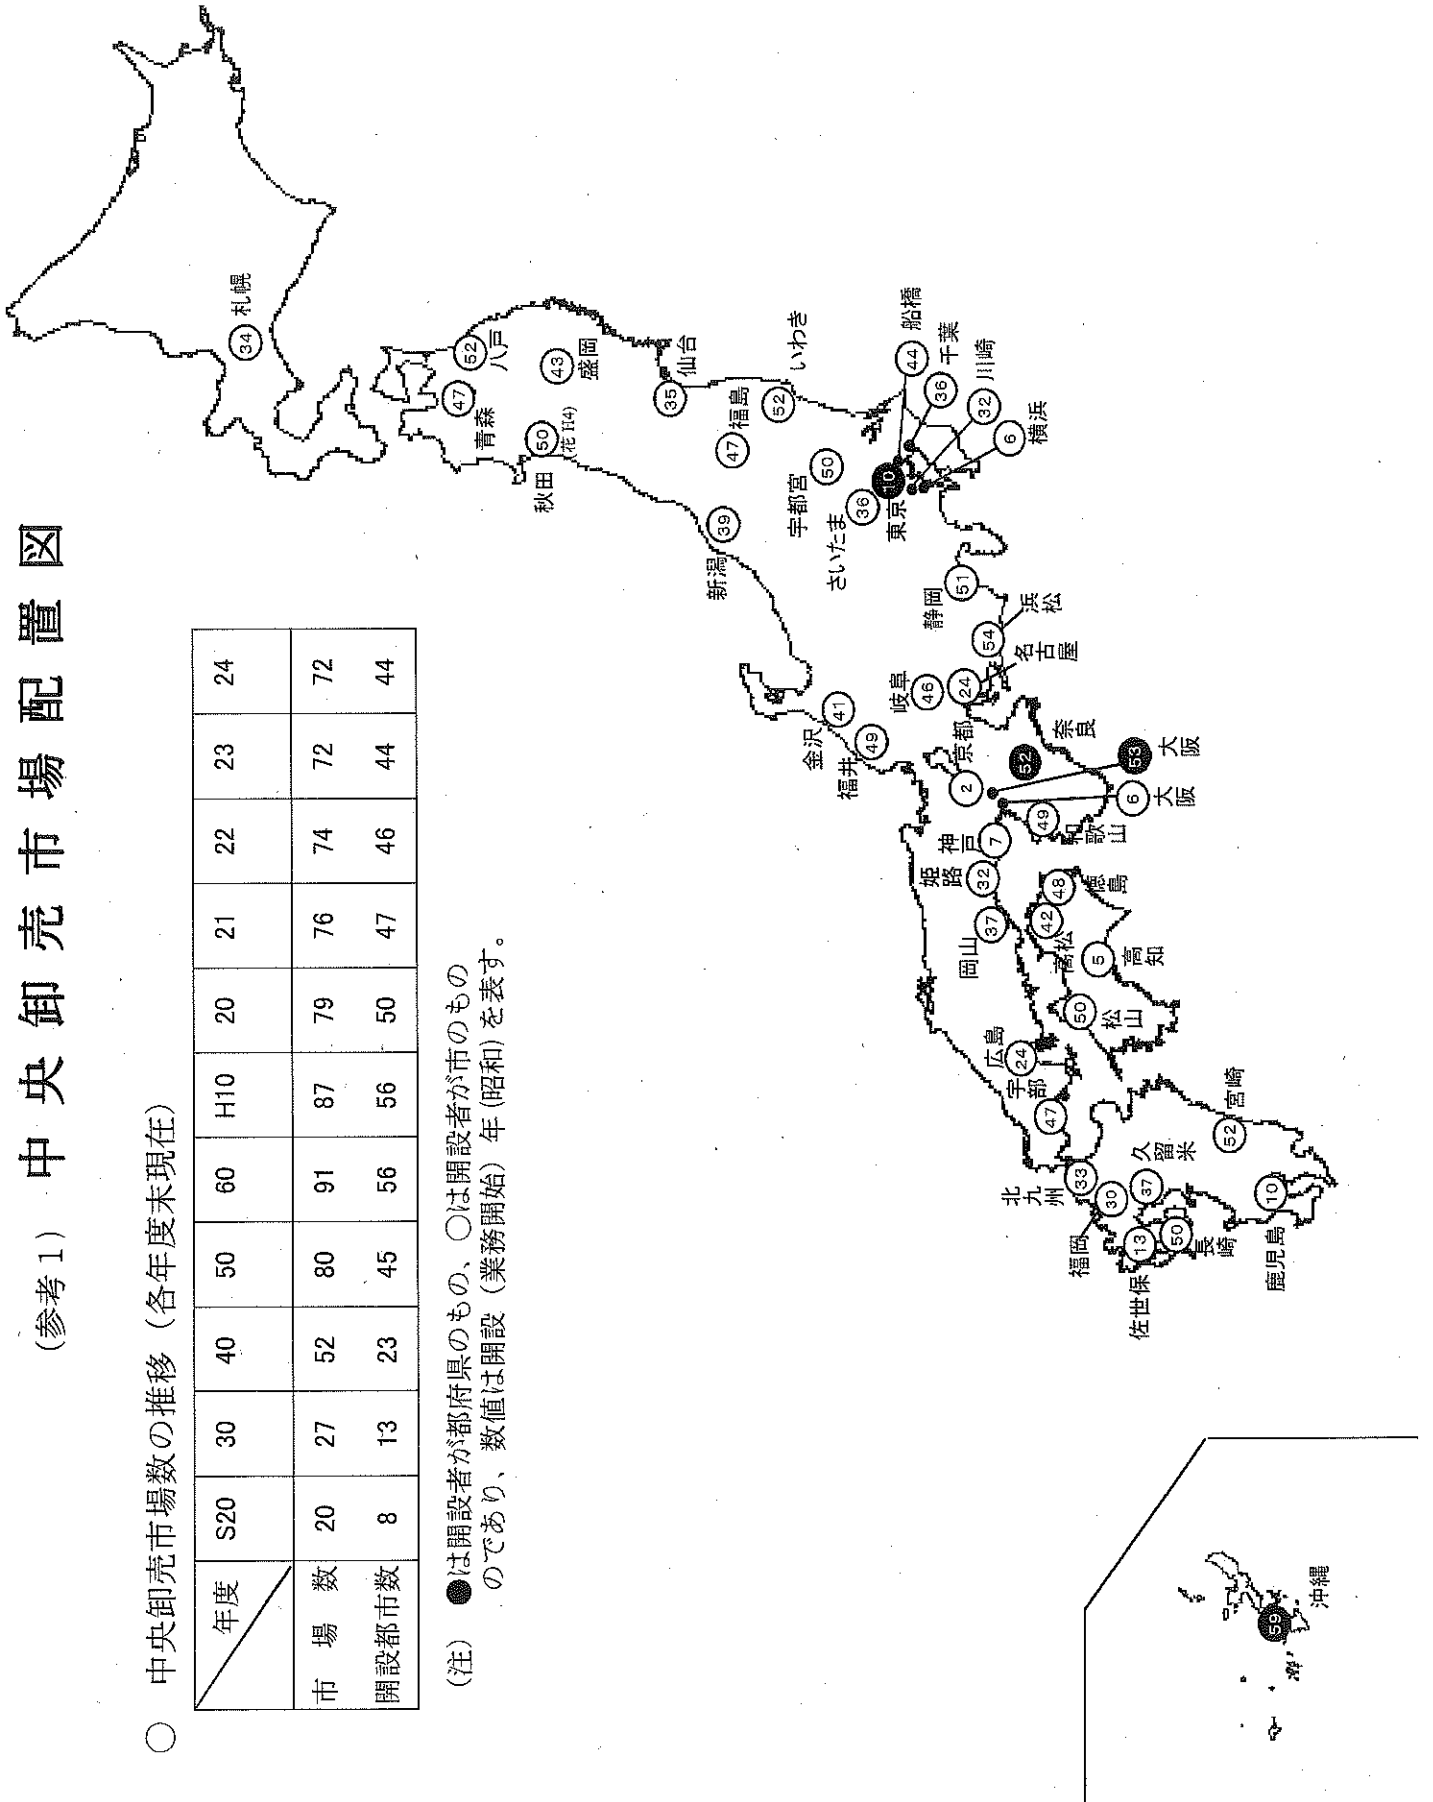 (参考1) 中央卸売市場配置図
○ 中央卸売市場数の推移（各年度末現在）
年度 S20 30 40 50 60 H10 20 21 22 23 24
市場数 20 27 52 80 91 87 79 76 74 72 72
開設都市数 8 13 23 45 56 56 50 47 46 44 44
(注) ●は開設者が都府県のもの、○は開設者が市のもの
のであり、数値は開設（業務開始）年(昭和)を表す。
34 札幌
52 八戸
47 青森
43 盛岡
50 秋田
(花 H4)
35 仙台
47 福島
52 いわき
39 新潟
50 宇都宮
36 さいたま
10 東京
44 船橋
36 千葉
32 川崎
6 横浜
51 静岡
54 浜松
24 名古屋
46 岐阜
41 金沢
49 福井
2 京都
52 奈良
53 大阪
6 大阪
49 和歌山
7 神戸
32 姫路
37 岡山
48 徳島
42 高松
5 高知
50 松山
24 広島
47 宇部
33 北九州
30 福岡
37 久留米
13 佐世保
50 長崎
52 宮崎
10 鹿児島
59 沖縄